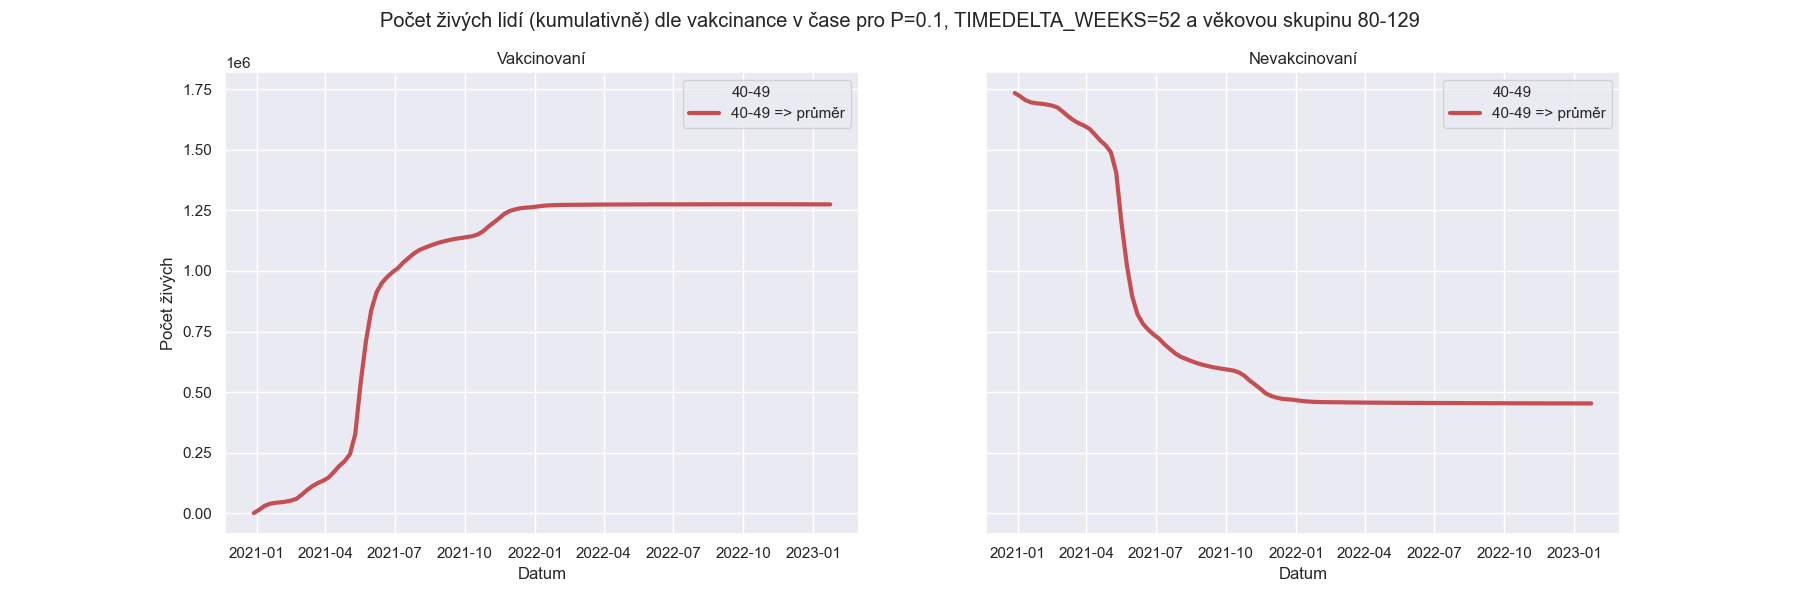 Počet živých lidí (kumulativně) dle vakcinance v čase pro P=0.1, TIMEDELTA_WEEKS=52 a věkovou skupinu 80-129
Vakcinovaní
1e6
40-49
40-49 => průměr
1.75
1.50
1.25
1.00
0.75
0.50
0.25
0.00
Počet živých
2021-01 2021-04 2021-07 2021-10 2022-01 2022-04 2022-07 2022-10 2023-01
Datum
Nevakcinovaní
40-49
40-49 => průměr
2021-01 2021-04 2021-07 2021-10 2022-01 2022-04 2022-07 2022-10 2023-01
Datum